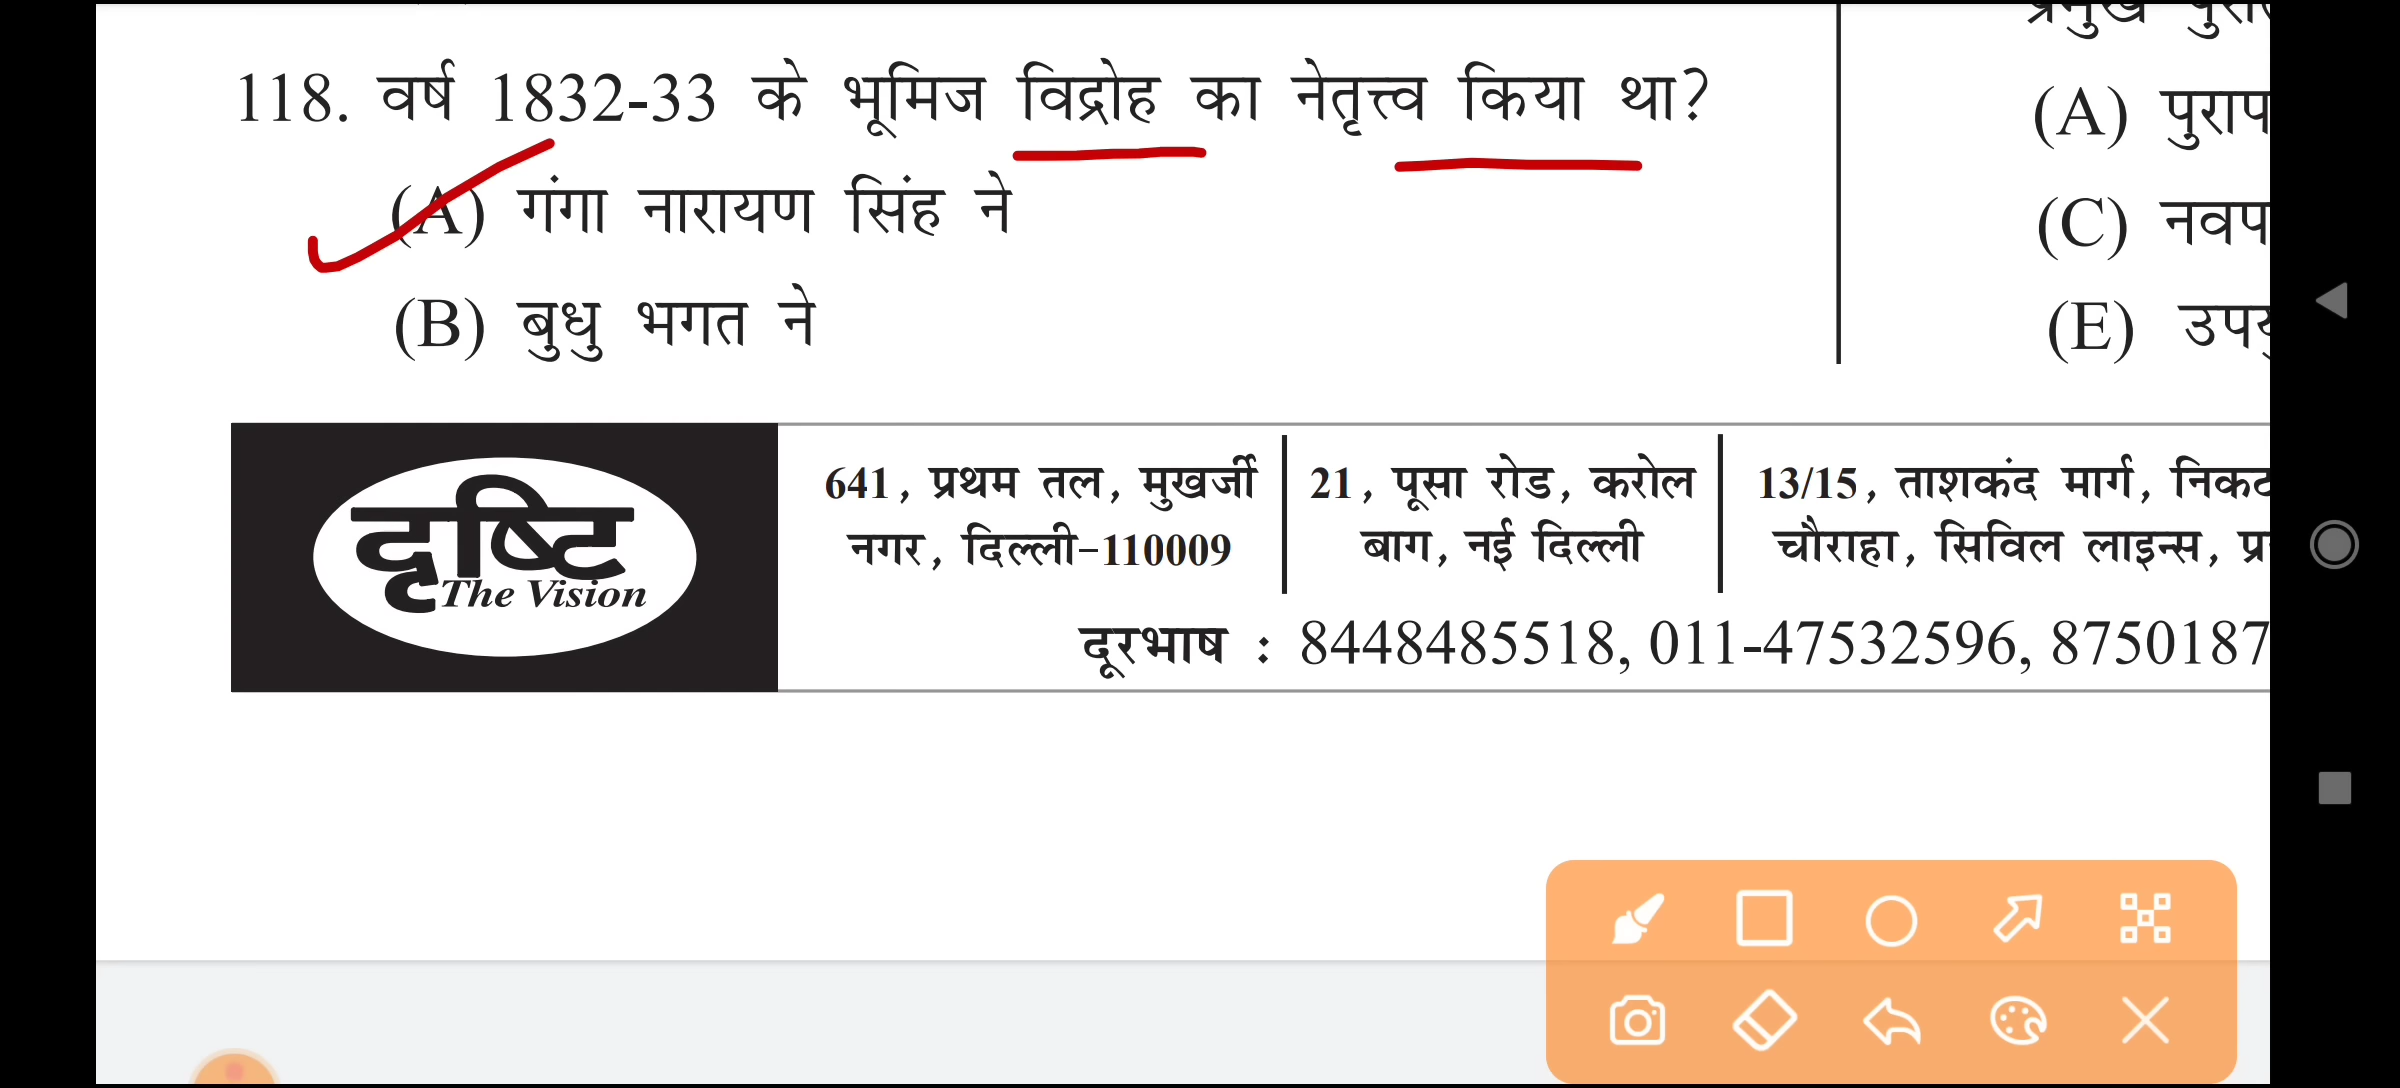 118. वर्ष 1832-33 के भूमिज विद्रोह का नेतृत्त्व किया था?
(A) गंगा नारायण सिंह ने
(B) बुधु भगत ने
(A)
(C)
(E)
दृष्टि
The Vision
641, प्रथम तल, मुखर्जी
नगर, दिल्ली-110009
21, पूसा रोड, करोल
बाग, नई दिल्ली
13/15, ताशकंद मार्ग,
चौराहा, सिविल लाइन्स,
दूरभाष : 8448485518, 011-47532596, 8750187